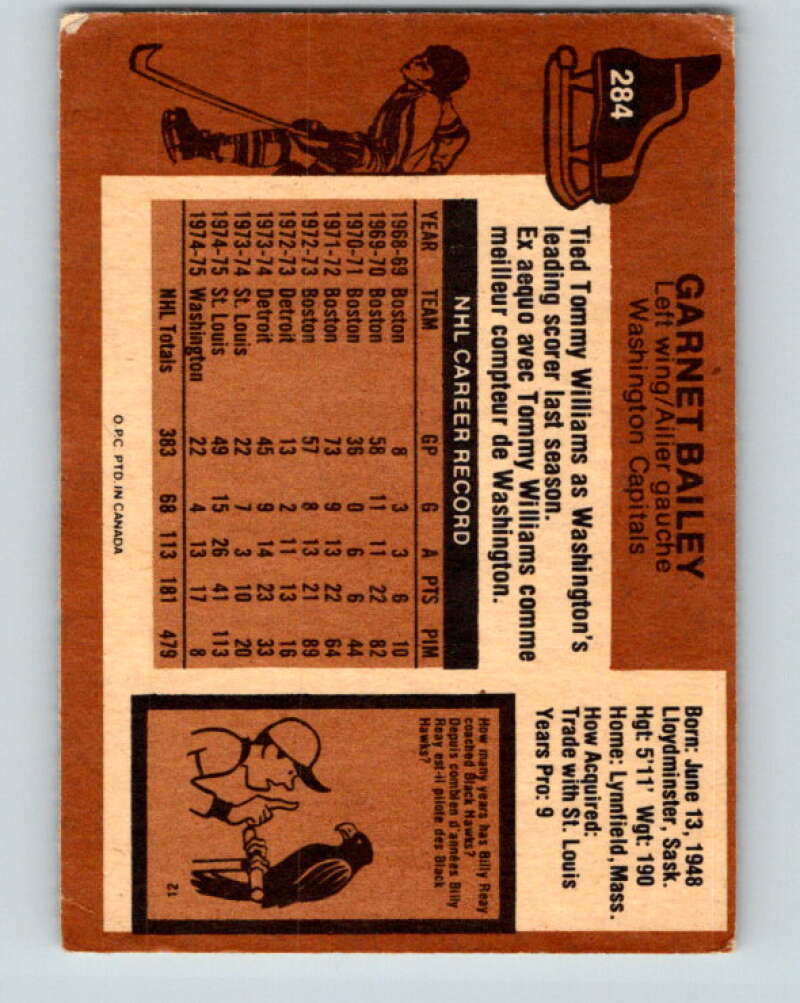 284
GARNET BAILEY
Left wing/Ailier gauche
Washington Capitals
Tied Tommy Williams as Washington's
leading scorer last season.
Ex aequo avec Tommy Williams comme
meilleur compteur de Washington.
NHL CAREER RECORD
YEAR TEAM GP G A PTS PIM
1968-69 Boston 8 3 3 6 10
1969-70 Boston 58 11 11 22 82
1970-71 Boston 36 0 6 6 44
1971-72 Boston 73 9 13 22 64
1972-73 Boston 57 8 13 21 89
1972-73 Detroit 13 2 11 13 16
1973-74 Detroit 45 9 14 23 33
1973-74 St. Louis 22 7 3 10 20
1974-75 St. Louis 49 15 26 41 113
1974-75 Washington 22 4 13 17 8
NHL Totals 383 68 113 181 479
O.P.C. PTD. IN CANADA
Born: June 13, 1948
Lloydminster, Sask.
Hgt: 5'11' Wgt: 190
Home: Lynnfield, Mass.
How Acquired:
Trade with St. Louis
Years Pro: 9
How many years has Billy Reay
coached Black Hawks?
Depuis combien d'années Billy
Reay est-il pilote des Black
Hawks?
12